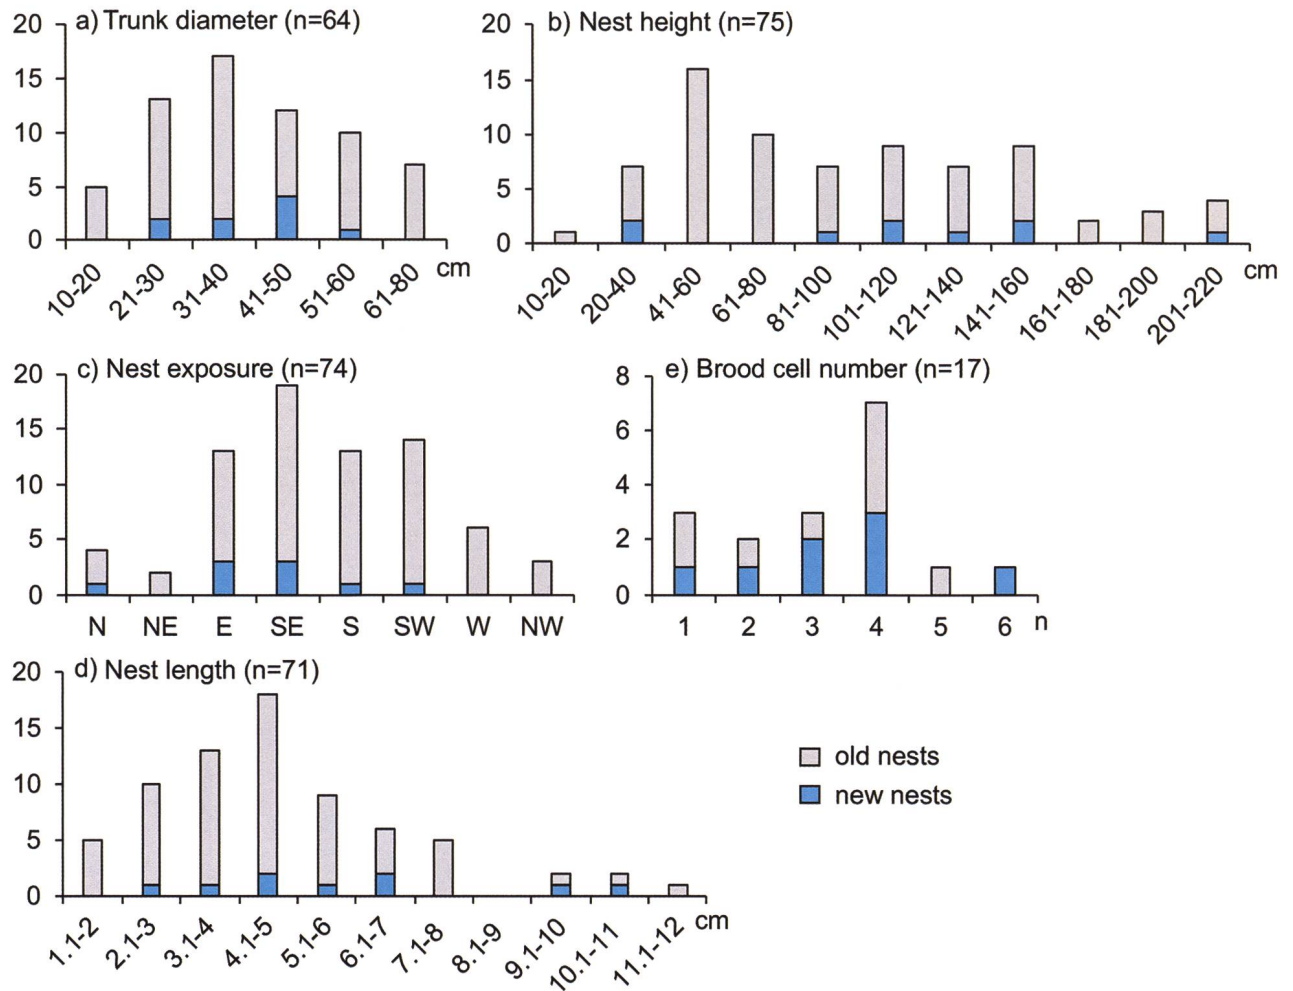 a) Trunk diameter (n=64)
20
15
10
5
0
10-20 21-30 31-40 41-50 51-60 61-80 cm
b) Nest height (n=75)
20
15
10
5
0
10-20 20-40 41-60 61-80 81-100 101-120 121-140 141-160 161-180 181-200 201-220 cm
c) Nest exposure (n=74)
20
15
10
5
0
N NE E SE S SW W NW
e) Brood cell number (n=17)
8
6
4
2
0
1 2 3 4 5 6 n
d) Nest length (n=71)
20
15
10
5
0
1.1-2 2.1-3 3.1-4 4.1-5 5.1-6 6.1-7 7.1-8 8.1-9 9.1-10 10.1-11 11.1-12 cm
old nests
new nests